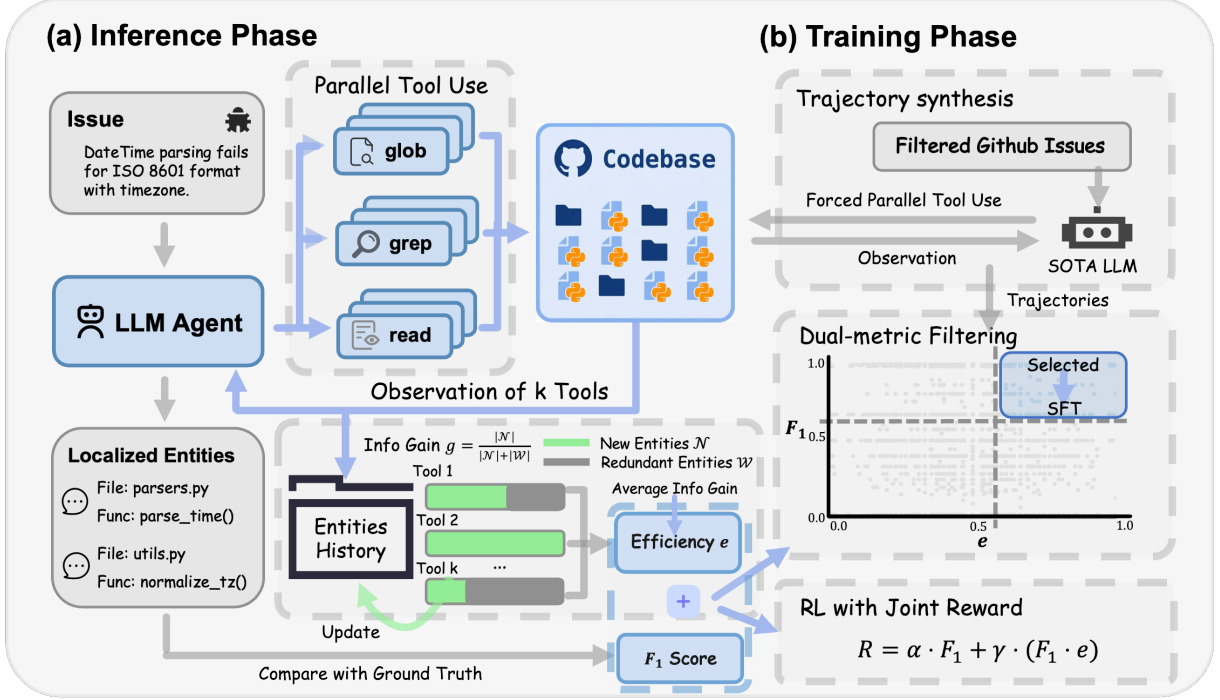 (a) Inference Phase
Issue
DateTime parsing fails
for ISO 8601 format
with timezone.
LLM Agent
Localized Entities
File: parsers.py
Func: parse_time()
File: utils.py
Func: normalize_tz()
Parallel Tool Use
glob
grep
read
Codebase
Observation of k Tools
Info Gain g = |𝒩| / |𝒩|+|𝒲|
New Entities 𝒩
Redundant Entities 𝒲
Entities
History
Tool 1
Tool 2
...
Tool k
Update
Average Info Gain
Efficiency e
+
F₁ Score
Compare with Ground Truth
(b) Training Phase
Trajectory synthesis
Filtered Github Issues
Forced Parallel Tool Use
Observation
SOTA LLM
Trajectories
Dual-metric Filtering
1.0
Selected
SFT
F₁
0.5
0.0
0.0
0.5
1.0
e
RL with Joint Reward
R = α · F₁ + γ · (F₁ · e)